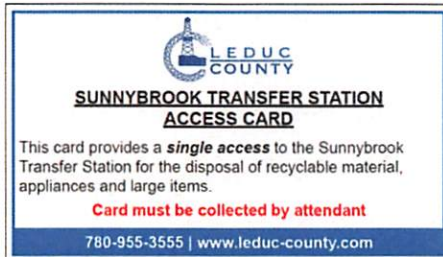 LEDUC
COUNTY
SUNNYBROOK TRANSFER STATION
ACCESS CARD
This card provides a single access to the Sunnybrook
Transfer Station for the disposal of recyclable material,
appliances and large items.
Card must be collected by attendant
780-955-3555 | www.leduc-county.com